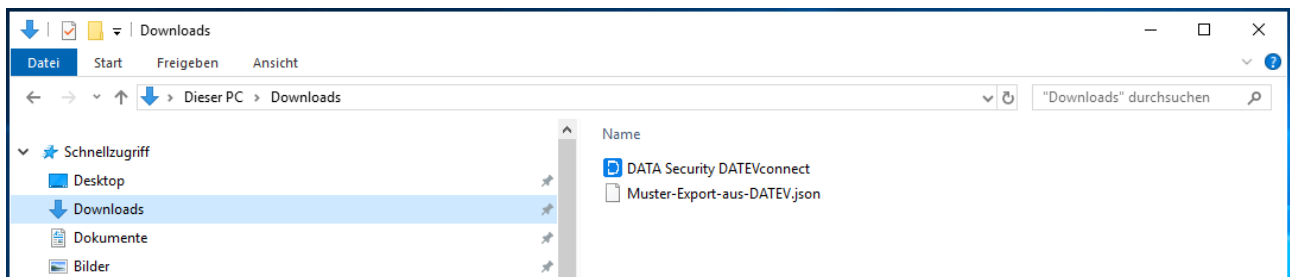 Downloads
Datei Start Freigeben Ansicht
Dieser PC Downloads "Downloads" durchsuchen
Name
Schnellzugriff
DATA Security DATEVconnect
Desktop
Muster-Export-aus-DATEV.json
Downloads
Dokumente
Bilder